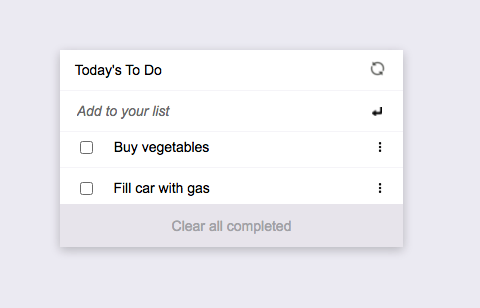 Today's To Do
Add to your list
Buy vegetables
Fill car with gas
Clear all completed